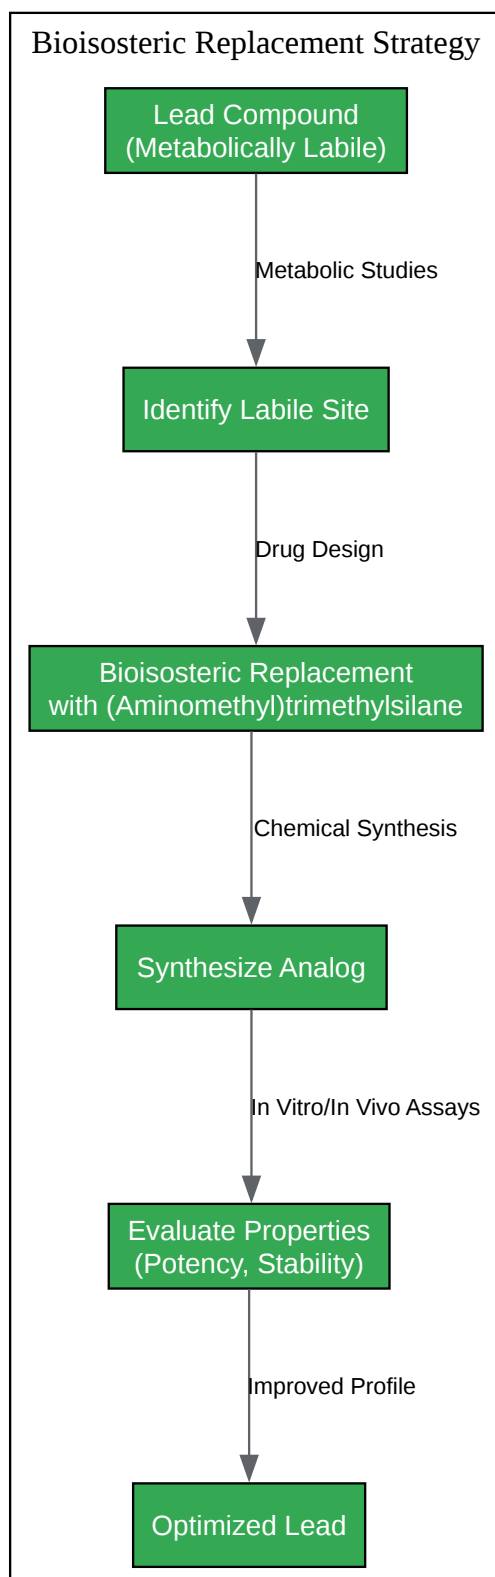 Bioisosteric Replacement Strategy
Lead Compound
(Metabolically Labile)
Metabolic Studies
Identify Labile Site
Drug Design
Bioisosteric Replacement
with (Aminomethyl)trimethylsilane
Chemical Synthesis
Synthesize Analog
In Vitro/In Vivo Assays
Evaluate Properties
(Potency, Stability)
Improved Profile
Optimized Lead